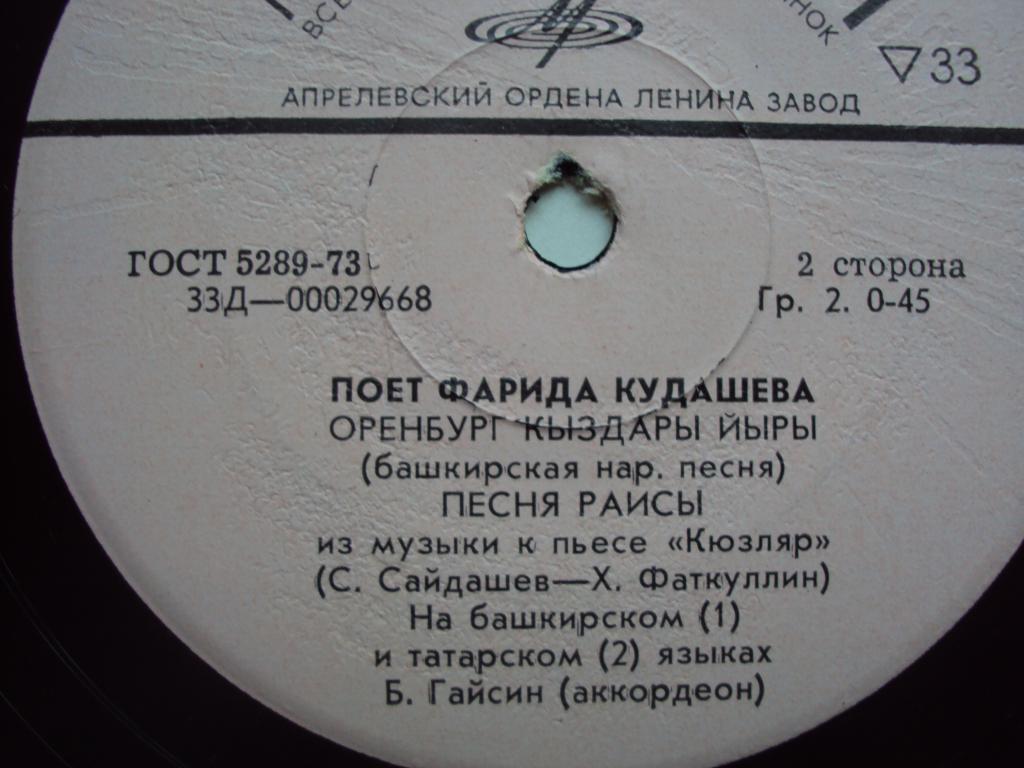 ▽33
АПРЕЛЕВСКИЙ ОРДЕНА ЛЕНИНА ЗАВОД
ГОСТ 5289-73
33Д—00029668
2 сторона
Гр. 2. 0-45
ПОЕТ ФАРИДА КУДАШЕВА
ОРЕНБУРГ КЫЗДАРЫ ЙЫРЫ
(башкирская нар. песня)
ПЕСНЯ РАИСЫ
из музыки к пьесе «Кюзляр»
(С. Сайдашев—Х. Фаткуллин)
На башкирском (1)
и татарском (2) языках
Б. Гайсин (аккордеон)